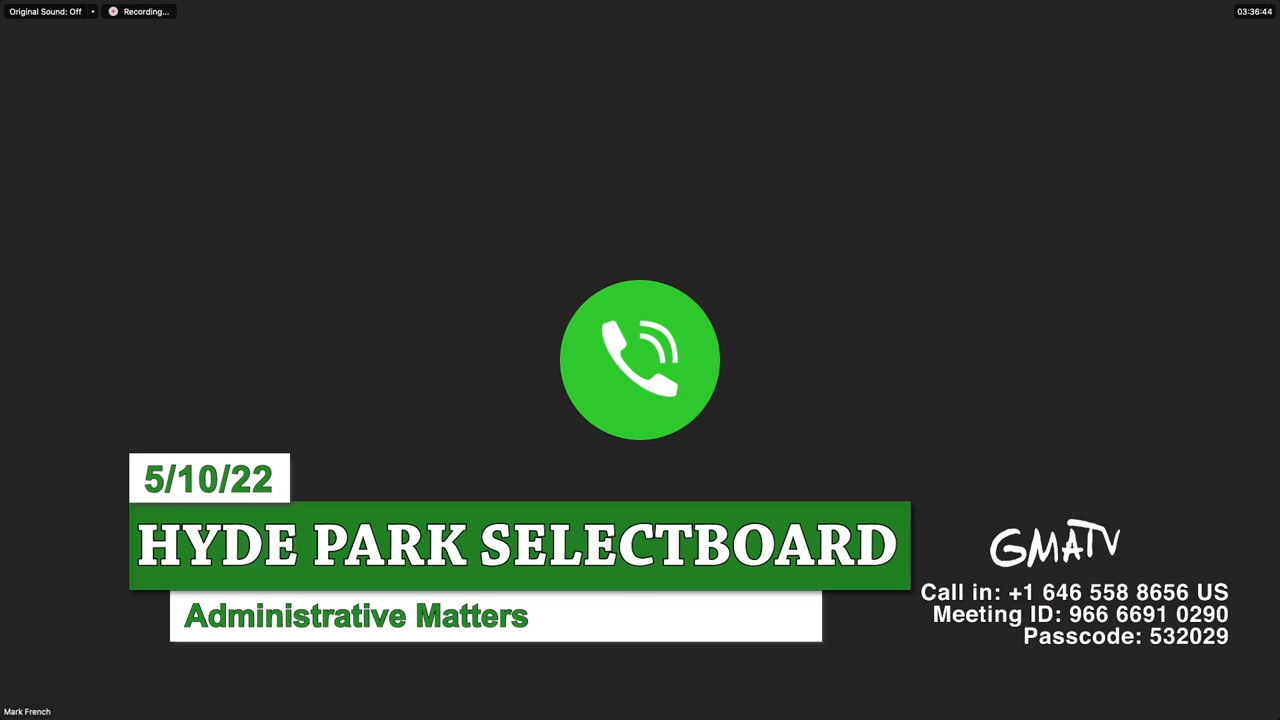 Original Sound: Off
Recording...
03:36:44
5/10/22
HYDE PARK SELECTBOARD
Administrative Matters
GMATV
Call in: +1 646 558 8656 US
Meeting ID: 966 6691 0290
Passcode: 532029
Mark French